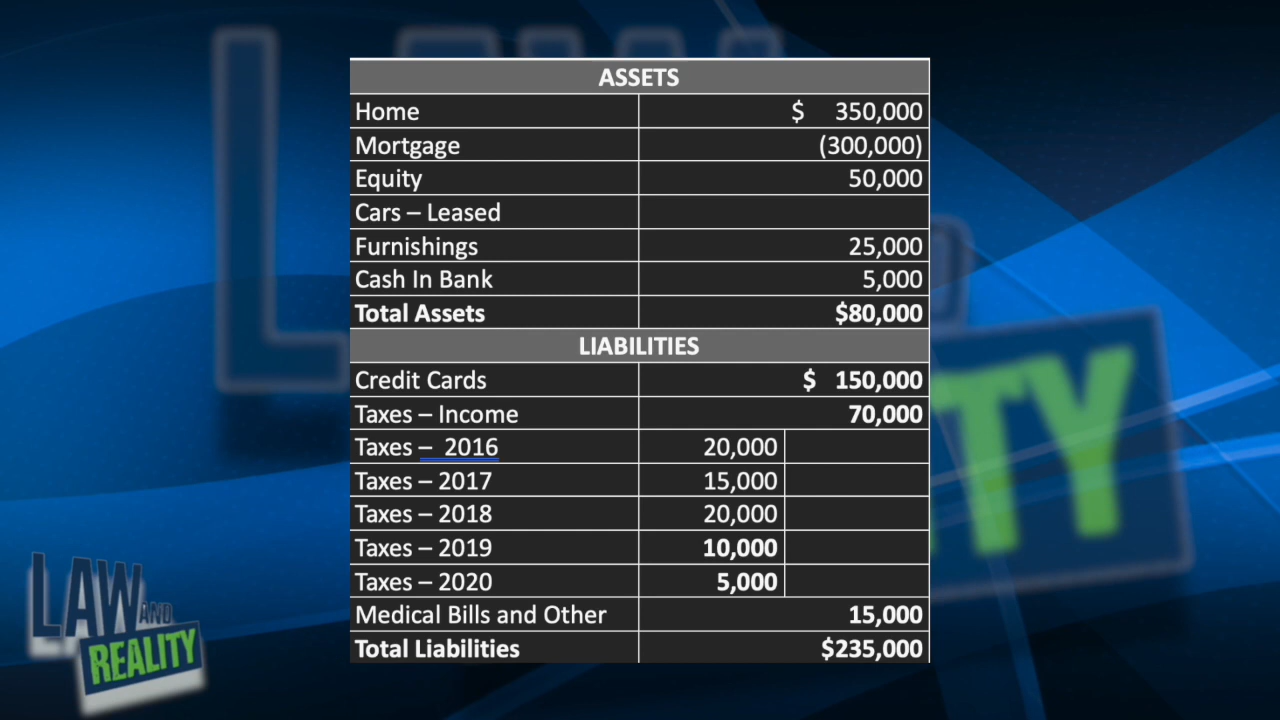 ASSETS
Home $ 350,000
Mortgage (300,000)
Equity 50,000
Cars – Leased
Furnishings 25,000
Cash In Bank 5,000
Total Assets $80,000
LIABILITIES
Credit Cards $ 150,000
Taxes – Income 70,000
Taxes – 2016 20,000
Taxes – 2017 15,000
Taxes – 2018 20,000
Taxes – 2019 10,000
Taxes – 2020 5,000
Medical Bills and Other 15,000
Total Liabilities $235,000
LAW AND
REALITY